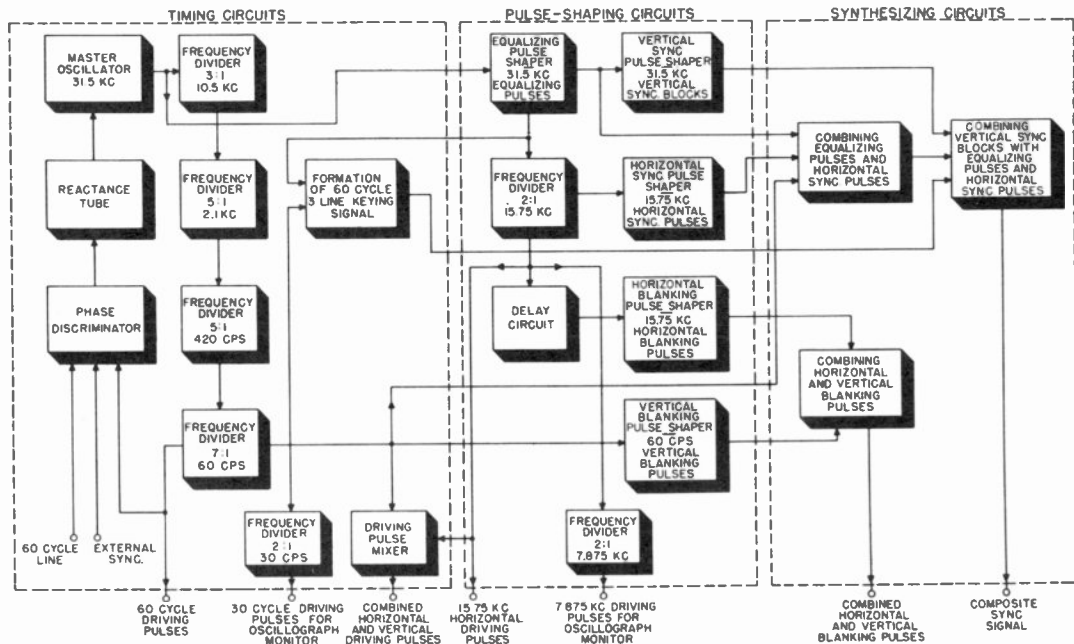 TIMING CIRCUITS
PULSE-SHAPING CIRCUITS
SYNTHESIZING CIRCUITS
MASTER
OSCILLATOR
31.5 KC
FREQUENCY
DIVIDER
3:1
10.5 KC
EQUALIZING
PULSE
SHAPER
31.5 KC
EQUALIZING
PULSES
VERTICAL
SYNC
PULSE SHAPER
31.5 KC
VERTICAL
SYNC. BLOCKS
REACTANCE
TUBE
FREQUENCY
DIVIDER
5:1
2.1 KC
FORMATION
OF 60 CYCLE
3 LINE KEYING
SIGNAL
FREQUENCY
DIVIDER
2:1
15.75 KC
HORIZONTAL
SYNC PULSE
SHAPER
15.75 KC
HORIZONTAL
SYNC. PULSES
COMBINING
EQUALIZING
PULSES AND
HORIZONTAL
SYNC PULSES
COMBINING
VERTICAL SYNC
BLOCKS WITH
EQUALIZING
PULSES AND
HORIZONTAL
SYNC PULSES
PHASE
DISCRIMINATOR
FREQUENCY
DIVIDER
5:1
420 CPS
DELAY
CIRCUIT
HORIZONTAL
BLANKING
PULSE SHAPER
15.75 KC
HORIZONTAL
BLANKING
PULSES
COMBINING
HORIZONTAL
AND VERTICAL
BLANKING
PULSES
FREQUENCY
DIVIDER
7:1
60 CPS
VERTICAL
BLANKING
PULSE SHAPER
60 CPS
VERTICAL
BLANKING
PULSES
60 CYCLE
LINE
EXTERNAL
SYNC.
FREQUENCY
DIVIDER
2:1
30 CPS
DRIVING
PULSE
MIXER
FREQUENCY
DIVIDER
2:1
7.875 KC
60 CYCLE
DRIVING
PULSES
30 CYCLE DRIVING
PULSES FOR
OSCILLOGRAPH
MONITOR
COMBINED
HORIZONTAL
AND VERTICAL
DRIVING PULSES
15.75 KC
HORIZONTAL
DRIVING
PULSES
7 875 KC DRIVING
PULSES FOR
OSCILLOGRAPH
MONITOR
COMBINED
HORIZONTAL
AND VERTICAL
BLANKING PULSES
COMPOSITE
SYNC
SIGNAL